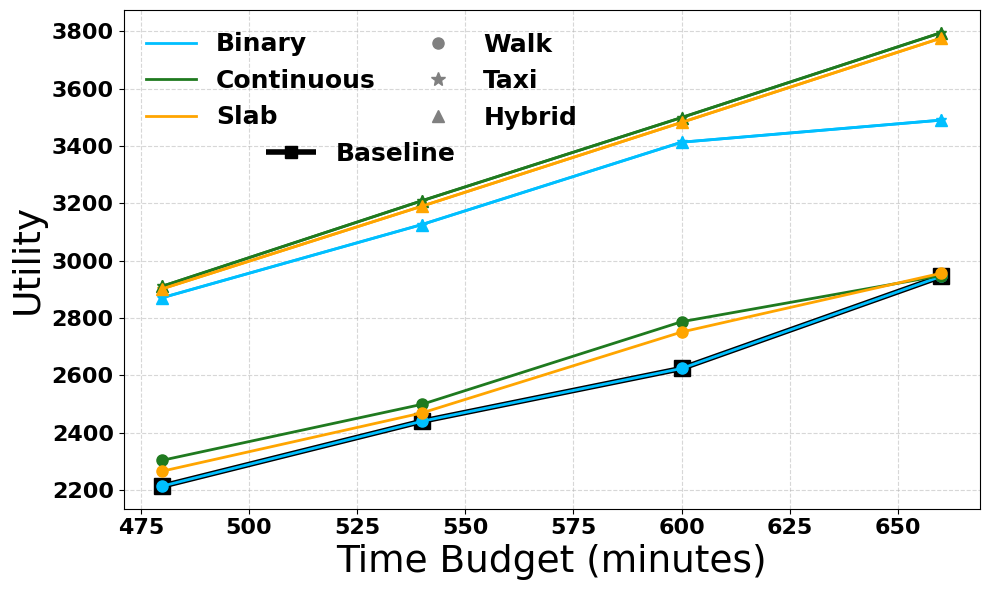 3800
3600
3400
3200
3000
2800
2600
2400
2200
Utility
Binary
Continuous
Slab
Walk
Taxi
Hybrid
Baseline
475 500 525 550 575 600 625 650
Time Budget (minutes)